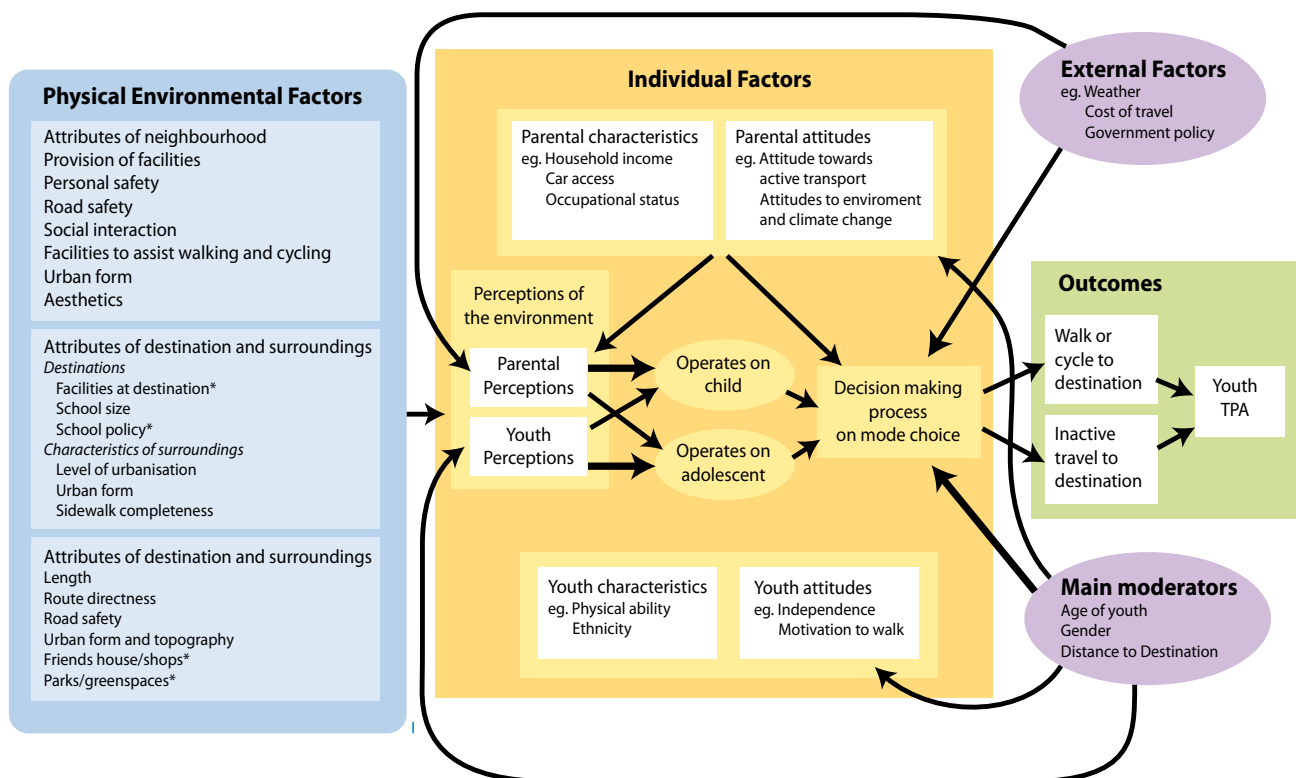 Physical Environmental Factors
Attributes of neighbourhood
Provision of facilities
Personal safety
Road safety
Social interaction
Facilities to assist walking and cycling
Urban form
Aesthetics
Attributes of destination and surroundings
Destinations
Facilities at destination*
School size
School policy*
Characteristics of surroundings
Level of urbanisation
Urban form
Sidewalk completeness
Attributes of destination and surroundings
Length
Route directness
Road safety
Urban form and topography
Friends house/shops*
Parks/greenspaces*
Individual Factors
Parental characteristics
eg. Household income
Car access
Occupational status
Parental attitudes
eg. Attitude towards
active transport
Attitudes to enviroment
and climate change
Perceptions of
the environment
Parental
Perceptions
Youth
Perceptions
Operates on
child
Operates on
adolescent
Decision making
process
on mode choice
Youth characteristics
eg. Physical ability
Ethnicity
Youth attitudes
eg. Independence
Motivation to walk
External Factors
eg. Weather
Cost of travel
Government policy
Outcomes
Walk or
cycle to
destination
Inactive
travel to
destination
Youth
TPA
Main moderators
Age of youth
Gender
Distance to Destination